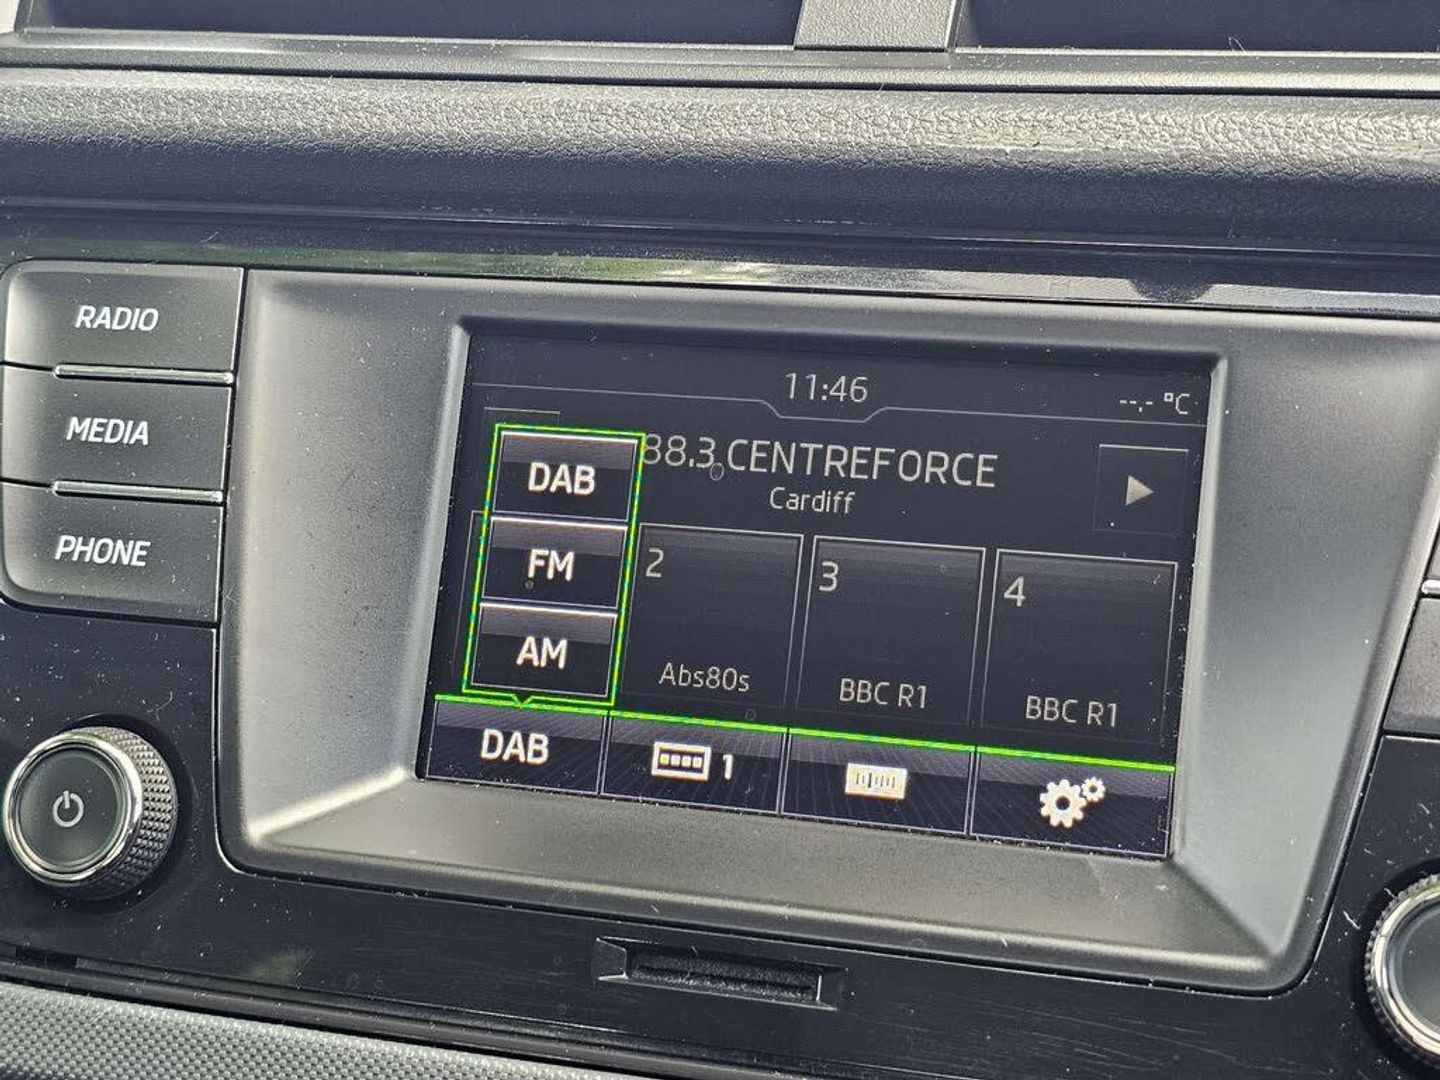 RADIO
MEDIA
PHONE
11:46
--.- °C
88.3 CENTREFORCE
Cardiff
DAB
FM
AM
2
Abs80s
3
BBC R1
4
BBC R1
DAB
1